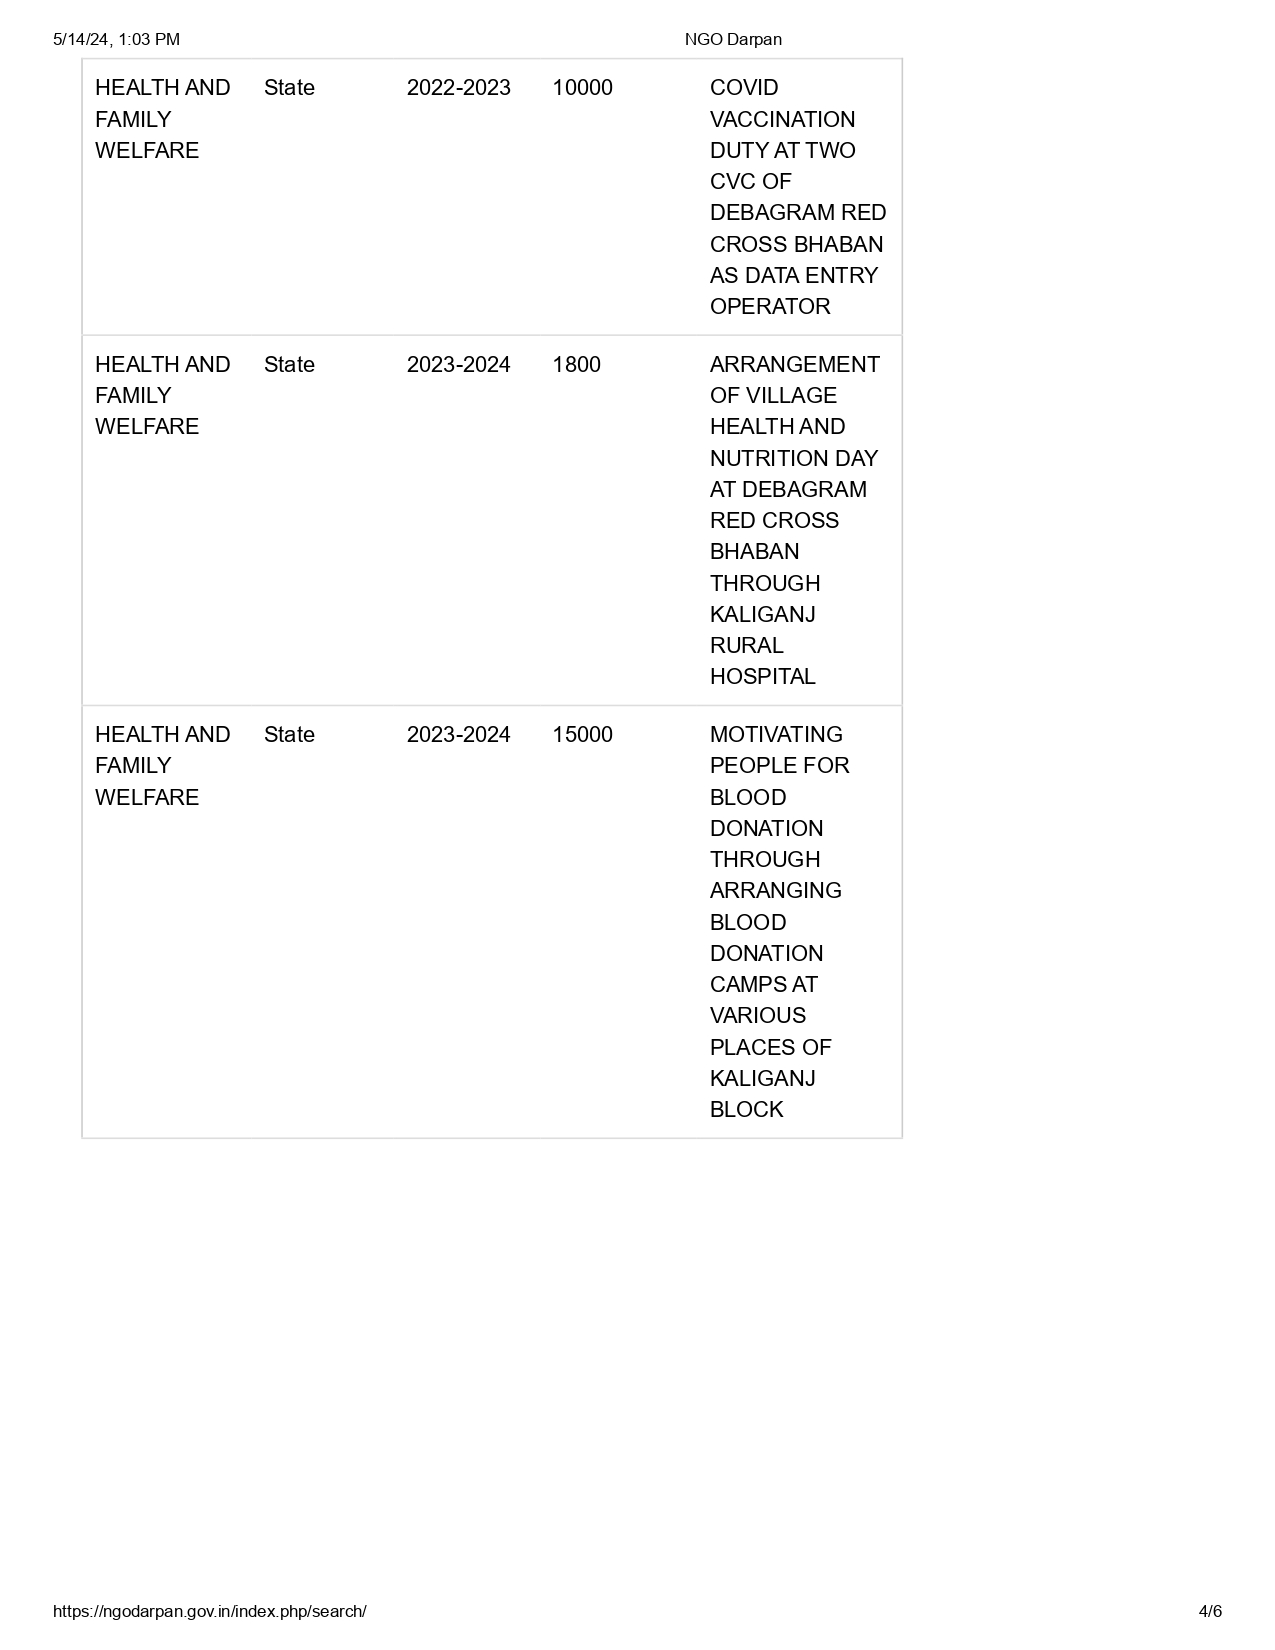 5/14/24, 1:03 PM NGO Darpan
HEALTH AND State 2022-2023 10000 COVID
FAMILY VACCINATION
WELFARE DUTY AT TWO
CVC OF
DEBAGRAM RED
CROSS BHABAN
AS DATA ENTRY
OPERATOR
HEALTH AND State 2023-2024 1800 ARRANGEMENT
FAMILY OF VILLAGE
WELFARE HEALTH AND
NUTRITION DAY
AT DEBAGRAM
RED CROSS
BHABAN
THROUGH
KALIGANJ
RURAL
HOSPITAL
HEALTH AND State 2023-2024 15000 MOTIVATING
FAMILY PEOPLE FOR
WELFARE BLOOD
DONATION
THROUGH
ARRANGING
BLOOD
DONATION
CAMPS AT
VARIOUS
PLACES OF
KALIGANJ
BLOCK
https://ngodarpan.gov.in/index.php/search/ 4/6